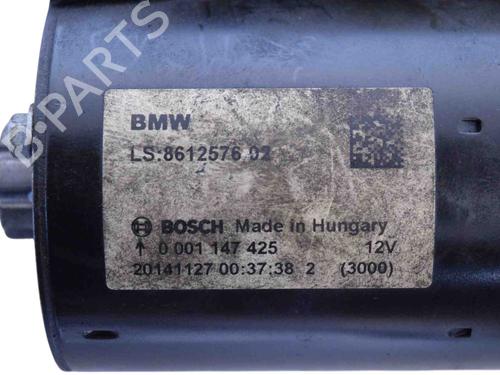 B-PARTS
BMW
LS:8612576 02
BOSCH Made in Hungary
↑ 0 001 147 425 12V
20141127 00:37:38 2 (3000)